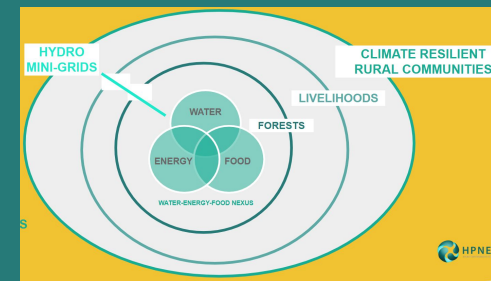 HYDRO
MINI-GRIDS
CLIMATE RESILIENT
RURAL COMMUNITIES
LIVELIHOODS
WATER
FORESTS
ENERGY
FOOD
WATER-ENERGY-FOOD NEXUS
S
HPNE